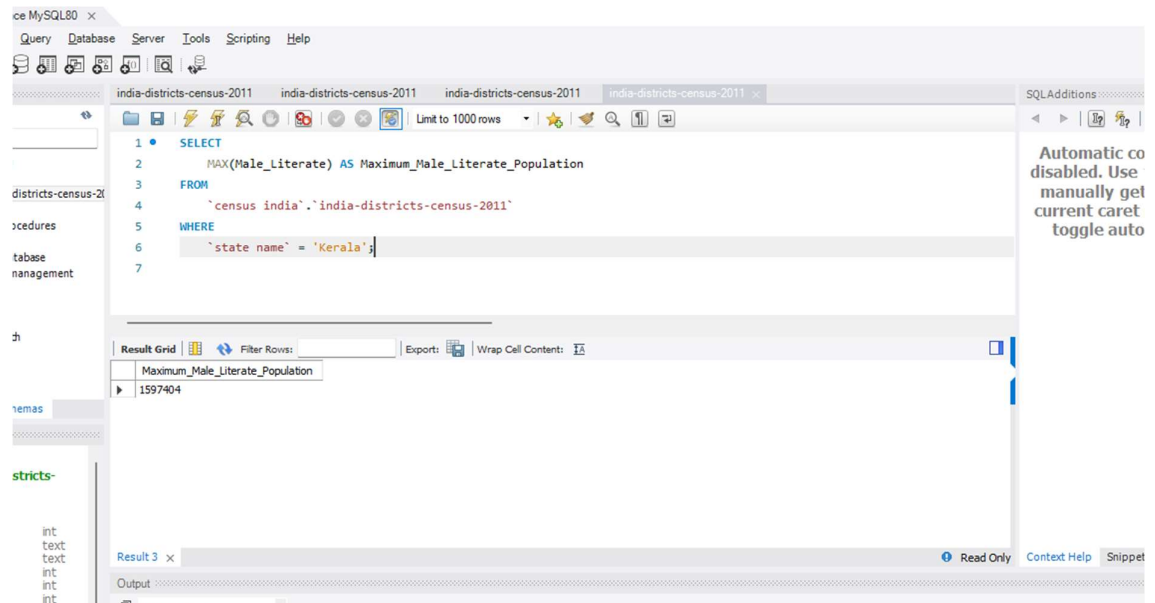 ce MySQL80 ×
Query Database Server Tools Scripting Help
india-districts-census-2011 india-districts-census-2011 india-districts-census-2011 india-districts-census-2011 ×
SQLAdditions
Limit to 1000 rows
1 SELECT
2 MAX(Male_Literate) AS Maximum_Male_Literate_Population
3 FROM
4 `census india`.`india-districts-census-2011`
5 WHERE
6 `state name` = 'Kerala';
7
Automatic co
disabled. Use
manually get
current caret
toggle auto
districts-census-20
ocedures
tabase
management
ch
hemas
stricts-
int
text
text
int
int
int
Result Grid Filter Rows: Export: Wrap Cell Content:
Maximum_Male_Literate_Population
1597404
Result 3 × Read Only Context Help Snippet
Output